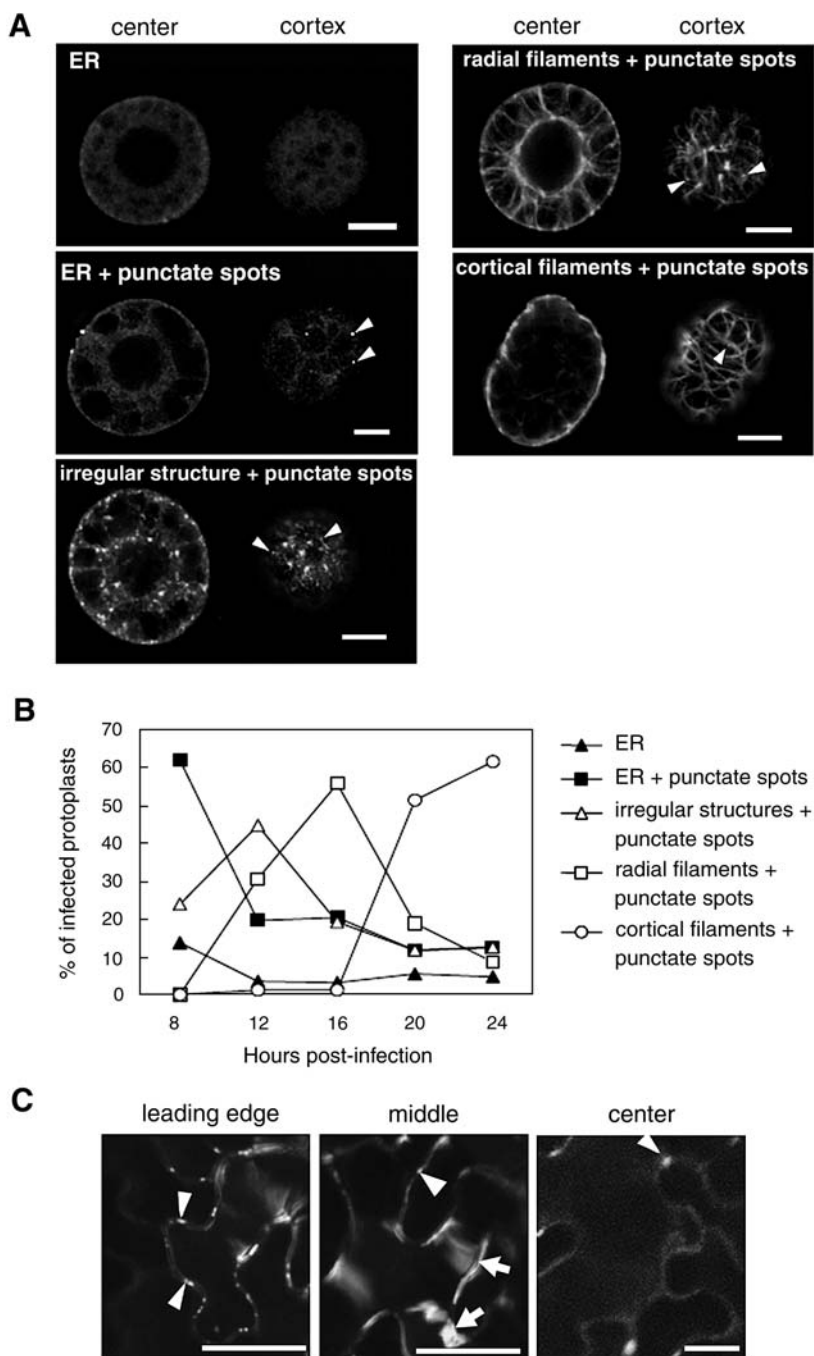 A
center cortex
ER
ER + punctate spots
irregular structure + punctate spots
center cortex
radial filaments + punctate spots
cortical filaments + punctate spots
B
% of infected protoplasts
70
60
50
40
30
20
10
0
8 12 16 20 24
Hours post-infection
ER
ER + punctate spots
irregular structures +
punctate spots
radial filaments +
punctate spots
cortical filaments +
punctate spots
C
leading edge middle center